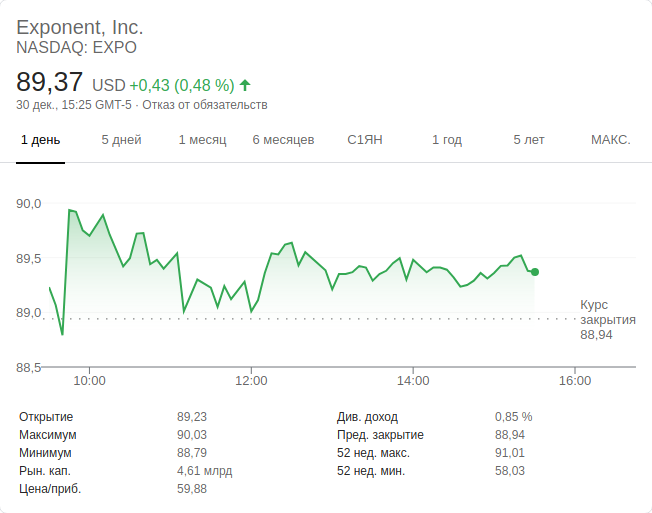 Exponent, Inc.
NASDAQ: EXPO
89,37 USD +0,43 (0,48 %)
30 дек., 15:25 GMT-5 · Отказ от обязательств
1 день 5 дней 1 месяц 6 месяцев С1ЯН 1 год 5 лет МАКС.
90,0
89,5
89,0
88,5
Курс
закрытия
88,94
10:00 12:00 14:00 16:00
Открытие 89,23
Максимум 90,03
Минимум 88,79
Рын. кап. 4,61 млрд
Цена/приб. 59,88
Див. доход 0,85 %
Пред. закрытие 88,94
52 нед. макс. 91,01
52 нед. мин. 58,03